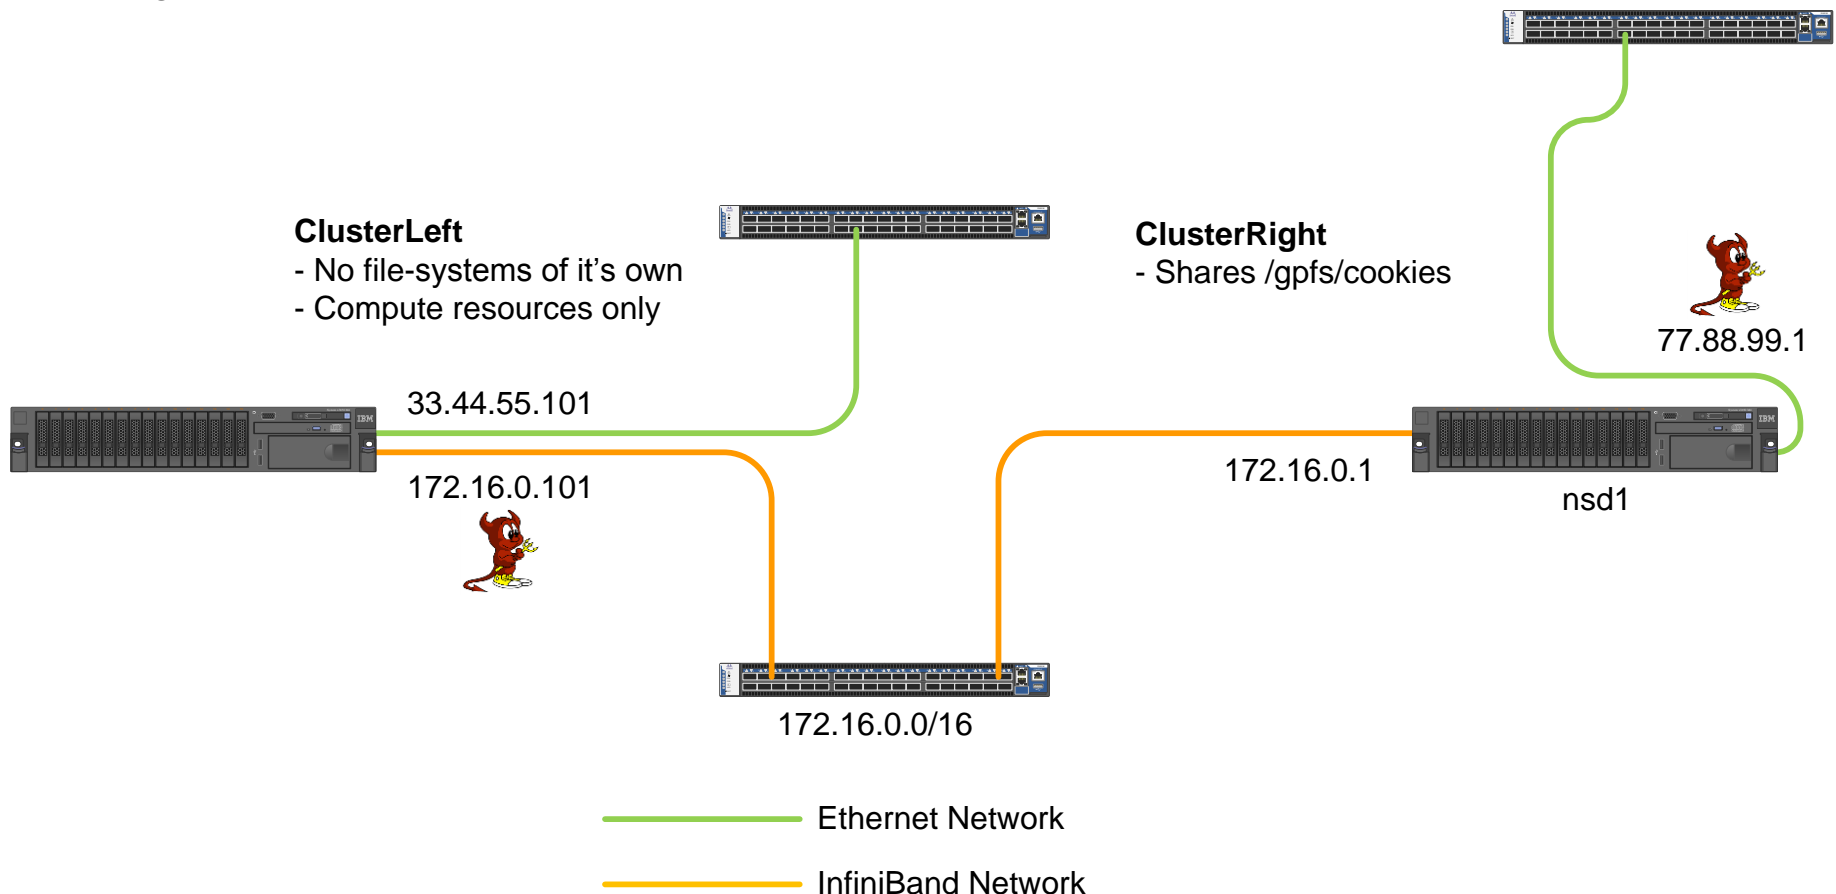 ClusterLeft
- No file-systems of it's own
- Compute resources only
ClusterRight
- Shares /gpfs/cookies
77.88.99.1
33.44.55.101
IBM
IBM
172.16.0.101
172.16.0.1
nsd1
172.16.0.0/16
Ethernet Network
InfiniBand Network